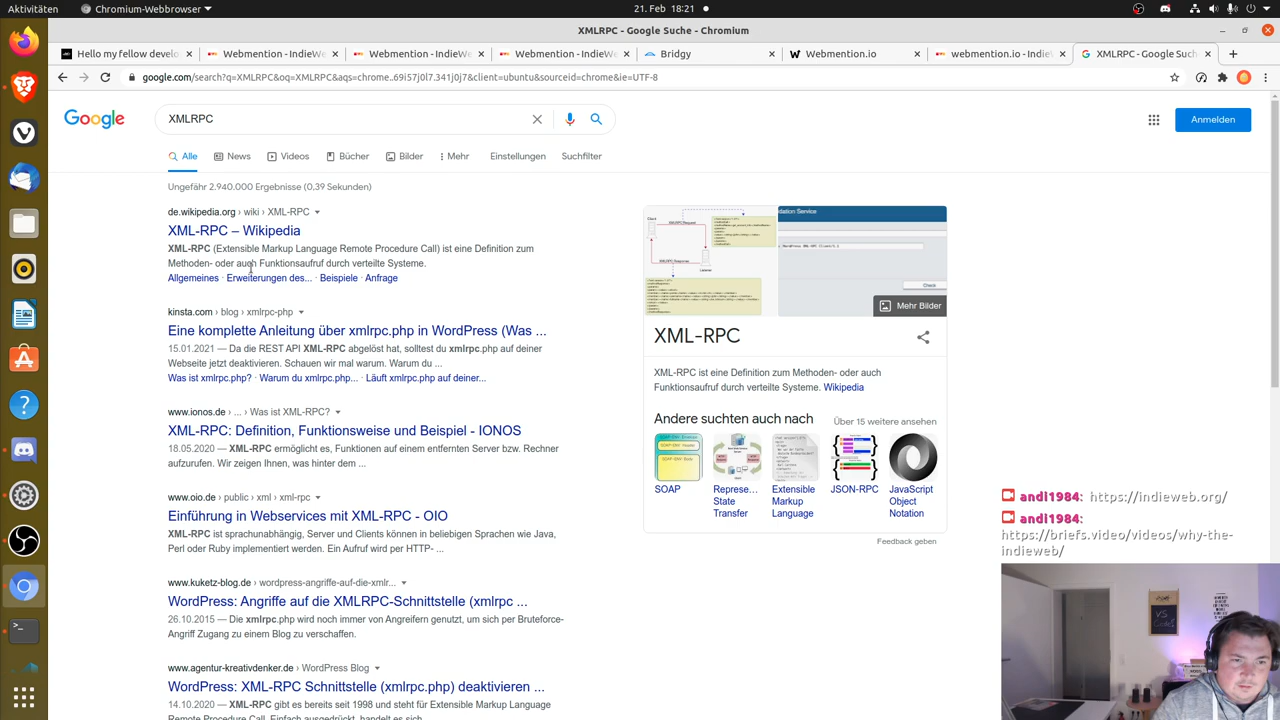 Chromium-Webbrowser
21. FEB 18:21
XMLRPC - Google Suche - Chromium
Hello my fellow develo
Webmention - IndieWe
Webmention - IndieWe
Webmention - IndieWe
Bridgy
Webmention.io
webmention.io - IndieW
XMLRPC - Google Suche
google.com/search?q=XMLRPC&oq=XMLRPC&aqs=chrome..69i57j0l7.341j0j7&client=ubuntu&sourceid=chrome&ie=UTF-8
Google
XMLRPC
Anmelden
Alle
News
Videos
Bücher
Bilder
Mehr
Einstellungen
Suchfilter
Ungefähr 2.940.000 Ergebnisse (0,39 Sekunden)
de.wikipedia.org › wiki › XML-RPC
XML-RPC – Wikipedia
XML-RPC (Extensible Markup Language Remote Procedure Call) ist eine Definition zum
Methoden- oder auch Funktionsaufruf durch verteilte Systeme.
Allgemeines · Erweiterungen des... · Beispiele · Anfrage
kinsta.com › blog › xmlrpc-php
Eine komplette Anleitung über xmlrpc.php in WordPress (Was ...
15.01.2021 — Da die REST API XML-RPC abgelöst hat, solltest du xmlrpc.php auf deiner
Webseite jetzt deaktivieren. Schauen wir mal warum. Warum du ...
Was ist xmlrpc.php? · Warum du xmlrpc.php... · Läuft xmlrpc.php auf deiner...
www.ionos.de › ... › Was ist XML-RPC?
XML-RPC: Definition, Funktionsweise und Beispiel - IONOS
18.05.2020 — XML-RPC ermöglicht es, Funktionen auf einem entfernten Server bzw. Rechner
aufzurufen. Wir zeigen Ihnen, was hinter dem ...
www.oio.de › public › xml › xml-rpc
Einführung in Webservices mit XML-RPC - OIO
XML-RPC ist sprachunabhängig, Server und Clients können in beliebigen Sprachen wie Java,
Perl oder Ruby implementiert werden. Ein Aufruf wird per HTTP- ...
www.kuketz-blog.de › wordpress-angriffe-auf-die-xmlr...
WordPress: Angriffe auf die XMLRPC-Schnittstelle (xmlrpc ...
26.10.2015 — Die xmlrpc.php wird noch immer von Angreifern genutzt, um sich per Bruteforce-
Angriff Zugang zu einem Blog zu verschaffen.
www.agentur-kreativdenker.de › WordPress Blog
WordPress: XML-RPC Schnittstelle (xmlrpc.php) deaktivieren ...
14.10.2020 — XML-RPC gibt es bereits seit 1998 und steht für Extensible Markup Language
Remote Procedure Call. Einfach ausgedrückt, handelt es sich
dation Service
Check
Mehr Bilder
XML-RPC
XML-RPC ist eine Definition zum Methoden- oder auch
Funktionsaufruf durch verteilte Systeme. Wikipedia
Andere suchten auch nach
Über 15 weitere ansehen
SOAP
Represe...
State
Transfer
Extensible
Markup
Language
JSON-RPC
JavaScript
Object
Notation
Feedback geben
andi1984: https://indieweb.org/
andi1984:
https://briefs.video/videos/why-the-
indieweb/